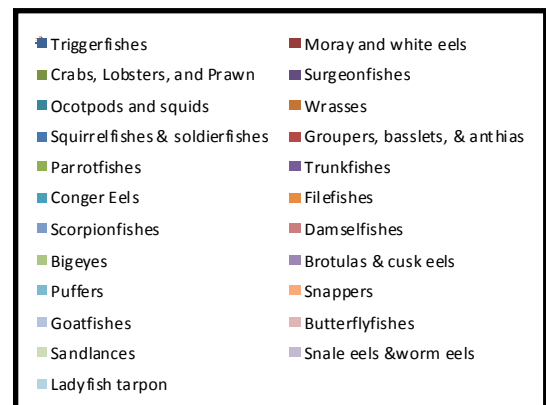 Triggerfishes
Moray and white eels
Crabs, Lobsters, and Prawn
Surgeonfishes
Ocotpods and squids
Wrasses
Squirrelfishes & soldierfishes
Groupers, basslets, & anthias
Parrotfishes
Trunkfishes
Conger Eels
Filefishes
Scorpionfishes
Damselfishes
Bigeyes
Brotulas & cusk eels
Puffers
Snappers
Goatfishes
Butterflyfishes
Sandlances
Snale eels &worm eels
Ladyfish tarpon